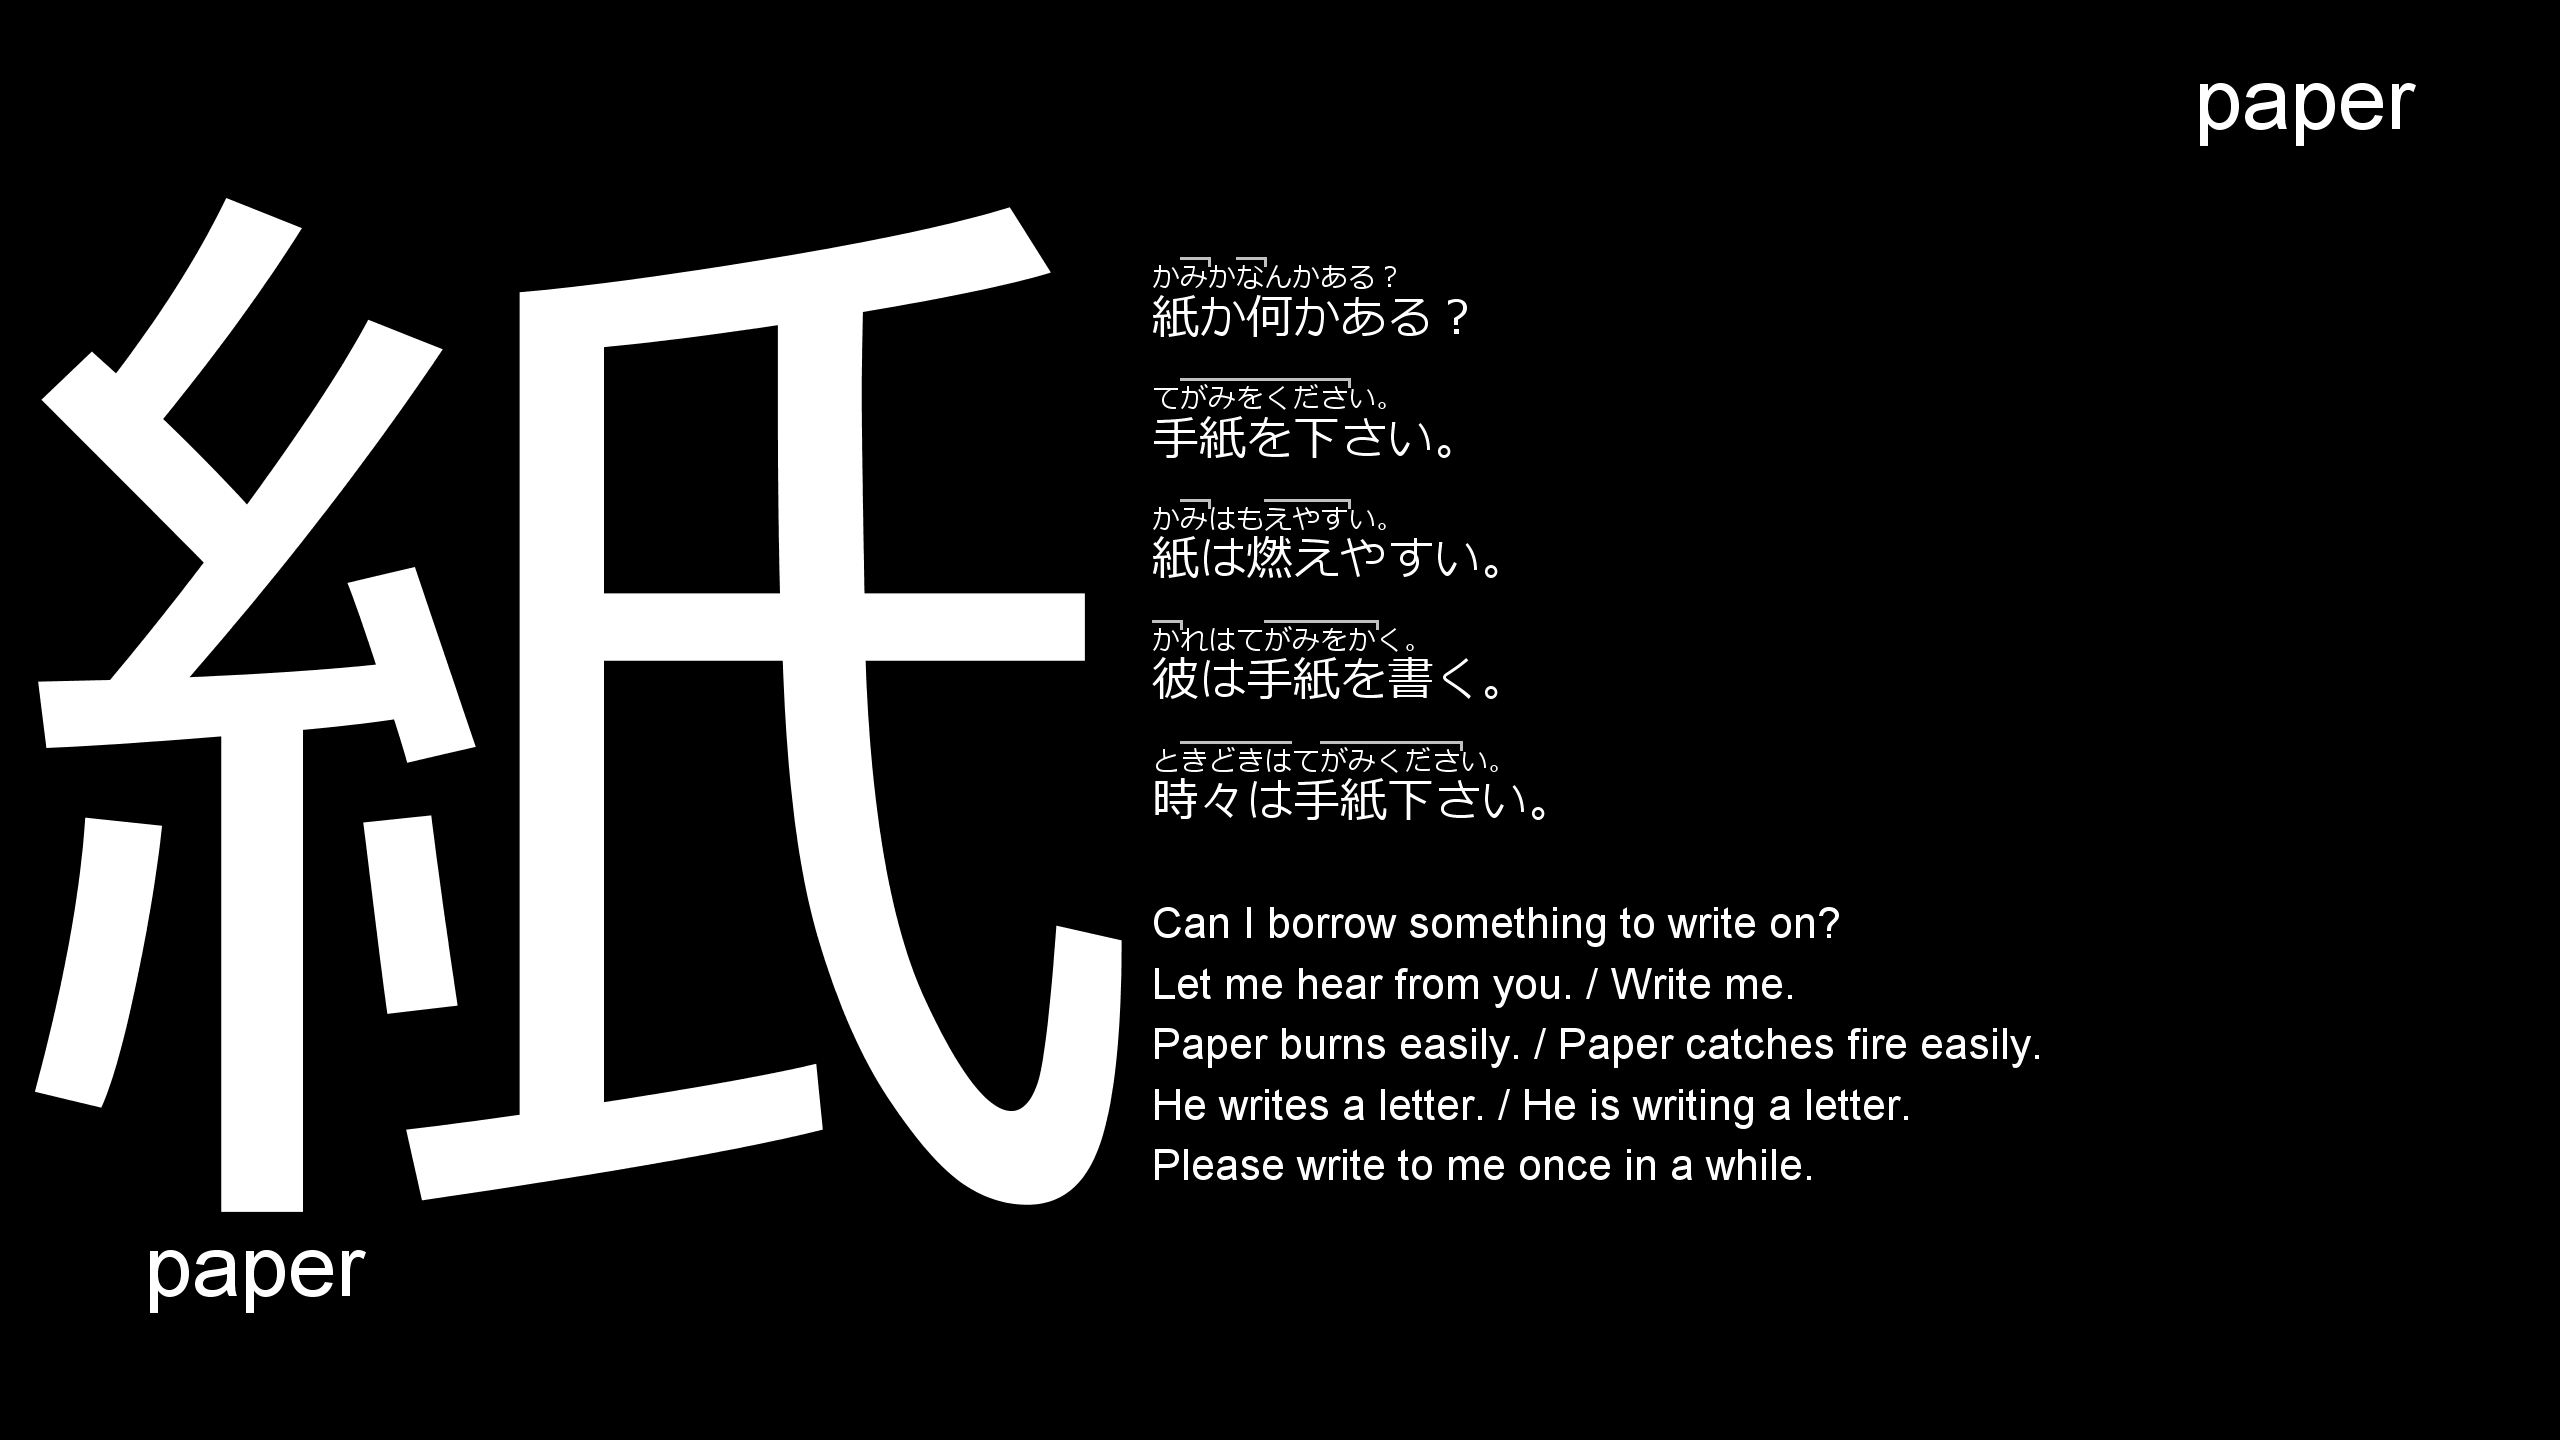 paper
紙
かみかなんかある？
紙か何かある？
てがみをください。
手紙を下さい。
かみはもえやすい。
紙は燃えやすい。
かれはてがみをかく。
彼は手紙を書く。
ときどきはてがみください。
時々は手紙下さい。
Can I borrow something to write on?
Let me hear from you. / Write me.
Paper burns easily. / Paper catches fire easily.
He writes a letter. / He is writing a letter.
Please write to me once in a while.
paper